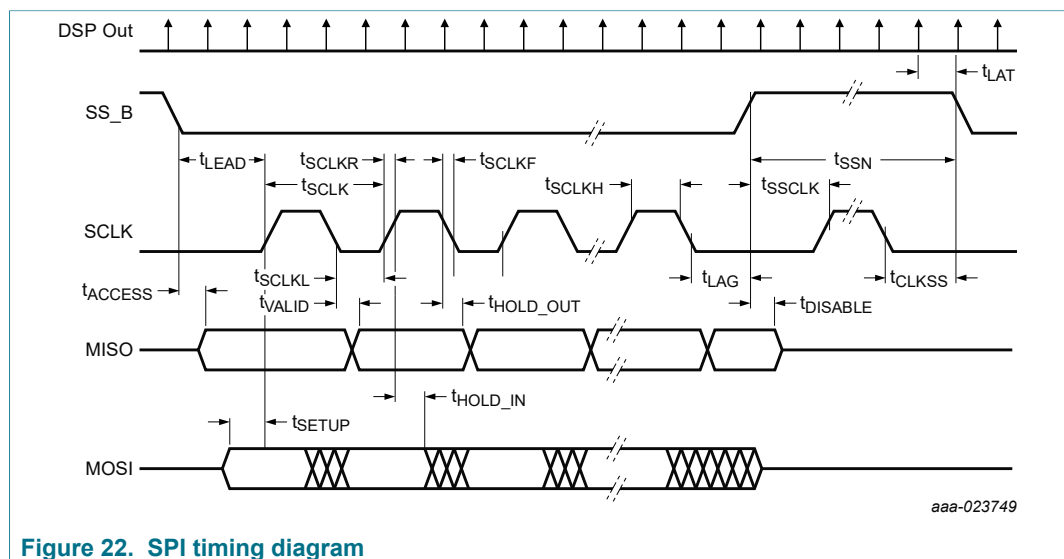 DSP Out
tLAT
SS_B
tLEAD
tSCLKR
tSCLKF
tSSN
tSCLK
tSCLKH
tSSCLK
SCLK
tSCLKL
tLAG
tCLKSS
tACCESS
tVALID
tHOLD_OUT
tDISABLE
MISO
tHOLD_IN
tSETUP
MOSI
aaa-023749
Figure 22. SPI timing diagram